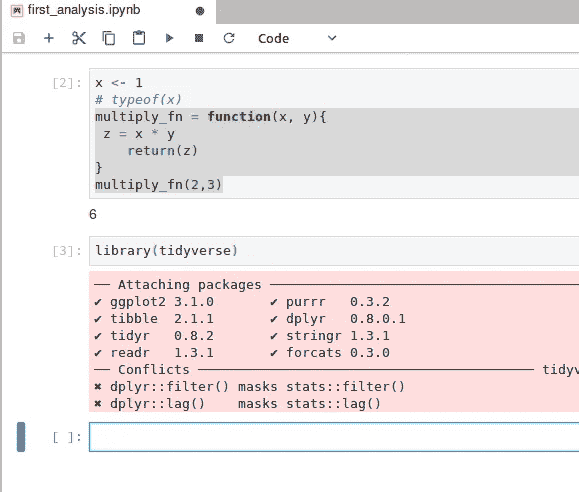 first_analysis.ipynb
Code
[2]: x <- 1
# typeof(x)
multiply_fn = function(x, y){
 z = x * y
    return(z)
}
multiply_fn(2,3)
6
[3]: library(tidyverse)
── Attaching packages ──
✔ ggplot2 3.1.0       ✔ purrr   0.3.2
✔ tibble  2.1.1       ✔ dplyr   0.8.0.1
✔ tidyr   0.8.2       ✔ stringr 1.3.1
✔ readr   1.3.1       ✔ forcats 0.3.0
── Conflicts ── tidyv
✖ dplyr::filter() masks stats::filter()
✖ dplyr::lag()    masks stats::lag()
[ ]: